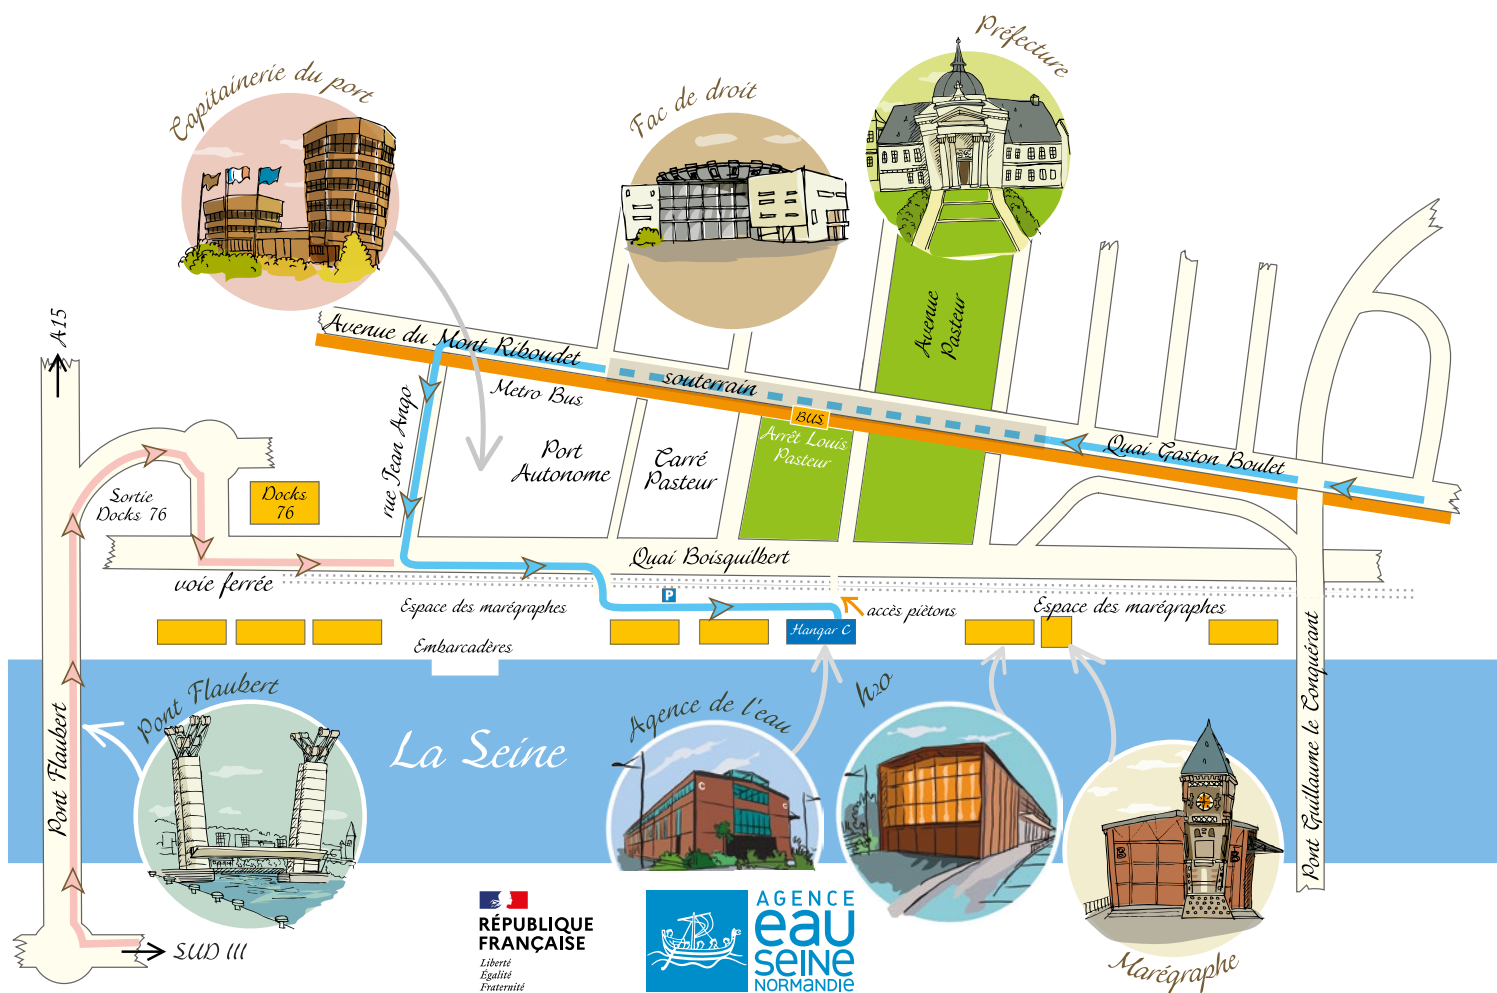 Préfecture
Capitainerie du port
Fac de droit
A15
Avenue du Mont Riboudet
Avenue
Pasteur
souterrain
Metro Bus
BUS
Arrêt Louis
Pasteur
Quai Gaston Boulet
rue Jean Ango
Port
Autonome
Carré
Pasteur
Sortie
Docks 76
Docks
76
Quai Boisguilbert
voie ferrée
P
Espace des marégraphes
accès piètons
Espace des marégraphes
Hangar C
Embarcadères
Pont Guillaume le Conquérant
Pont Flaubert
Pont Flaubert
La Seine
Agence de l'eau
h2o
C
C
B
B
Marégraphe
SUD III
RÉPUBLIQUE
FRANÇAISE
Liberté
Égalité
Fraternité
AGENCE
eau
SEINE
NORMANDIE